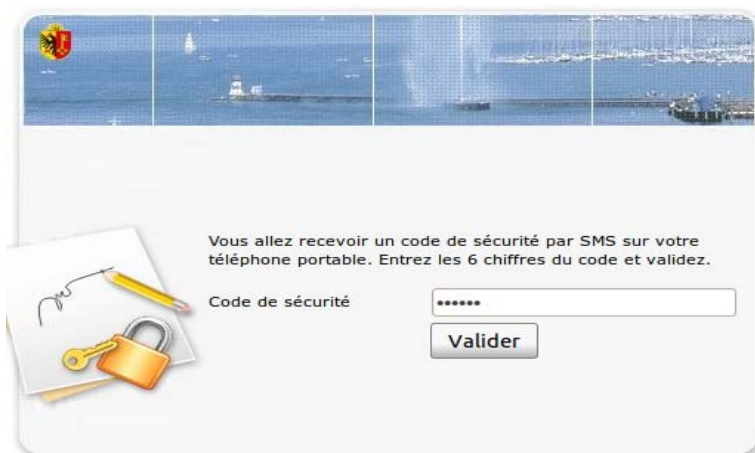 Vous allez recevoir un code de sécurité par SMS sur votre
téléphone portable. Entrez les 6 chiffres du code et validez.
Code de sécurité
••••••
Valider